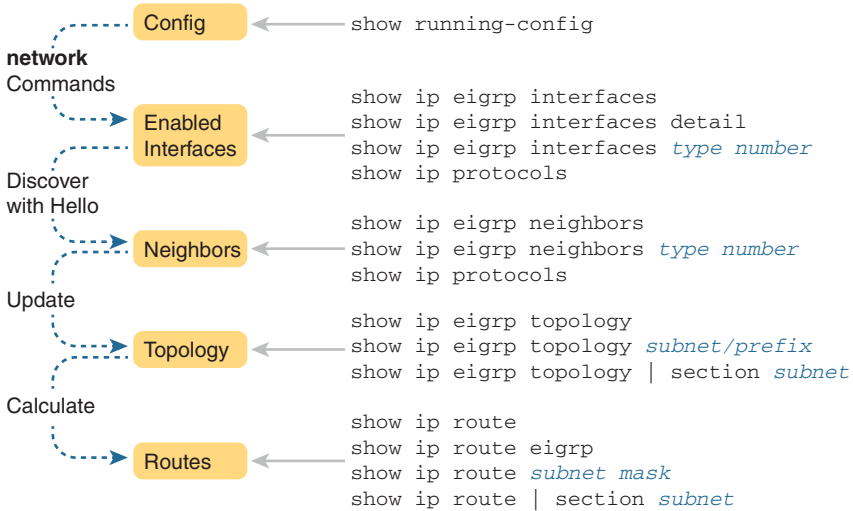 Config
show running-config
network
Commands
Enabled
Interfaces
show ip eigrp interfaces
show ip eigrp interfaces detail
show ip eigrp interfaces type number
show ip protocols
Discover
with Hello
Neighbors
show ip eigrp neighbors
show ip eigrp neighbors type number
show ip protocols
Update
Topology
show ip eigrp topology
show ip eigrp topology subnet/prefix
show ip eigrp topology | section subnet
Calculate
Routes
show ip route
show ip route eigrp
show ip route subnet mask
show ip route | section subnet